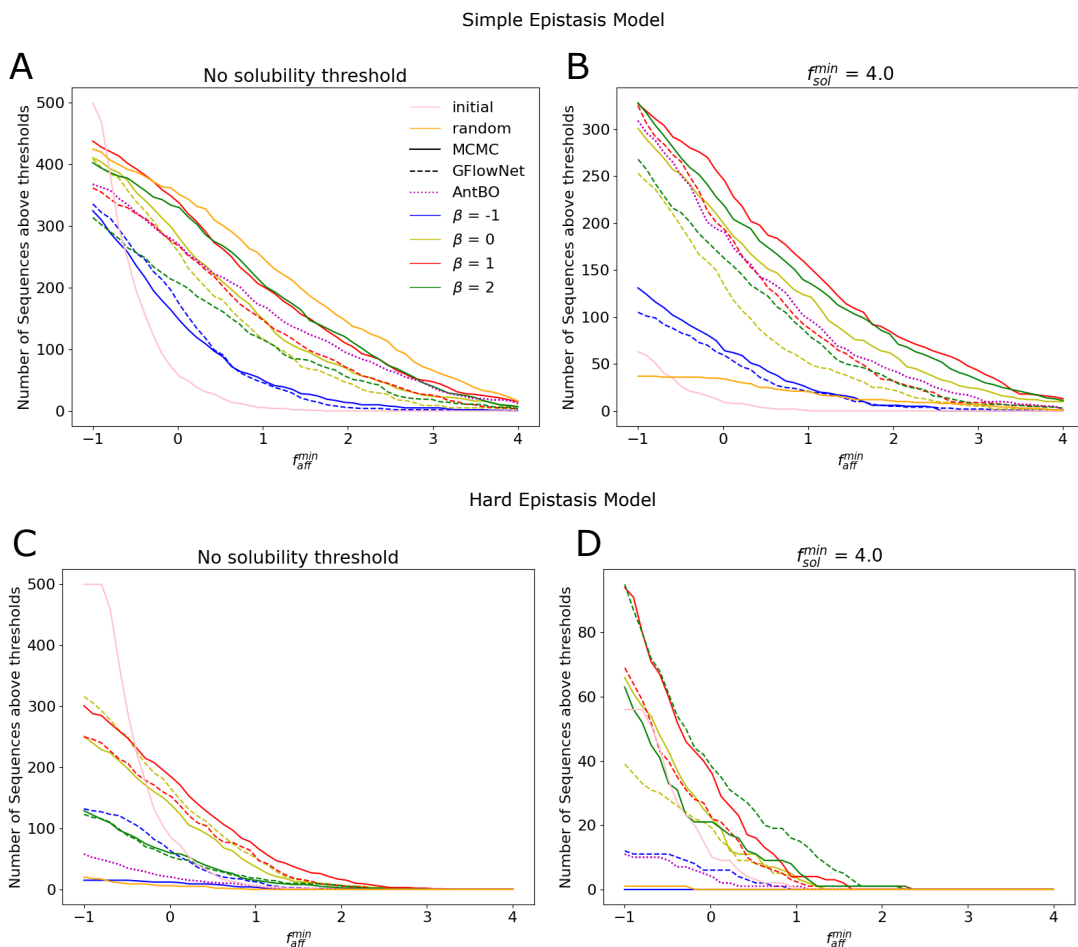 Simple Epistasis Model
A
No solubility threshold
Number of Sequences above thresholds
500
400
300
200
100
0
−1
0
1
2
3
4
f_aff^min
initial
random
MCMC
GFlowNet
AntBO
β = -1
β = 0
β = 1
β = 2
B
f_sol^min = 4.0
Number of Sequences above thresholds
300
250
200
150
100
50
0
−1
0
1
2
3
4
f_aff^min
Hard Epistasis Model
C
No solubility threshold
Number of Sequences above thresholds
500
400
300
200
100
0
−1
0
1
2
3
4
f_aff^min
D
f_sol^min = 4.0
Number of Sequences above thresholds
80
60
40
20
0
−1
0
1
2
3
4
f_aff^min